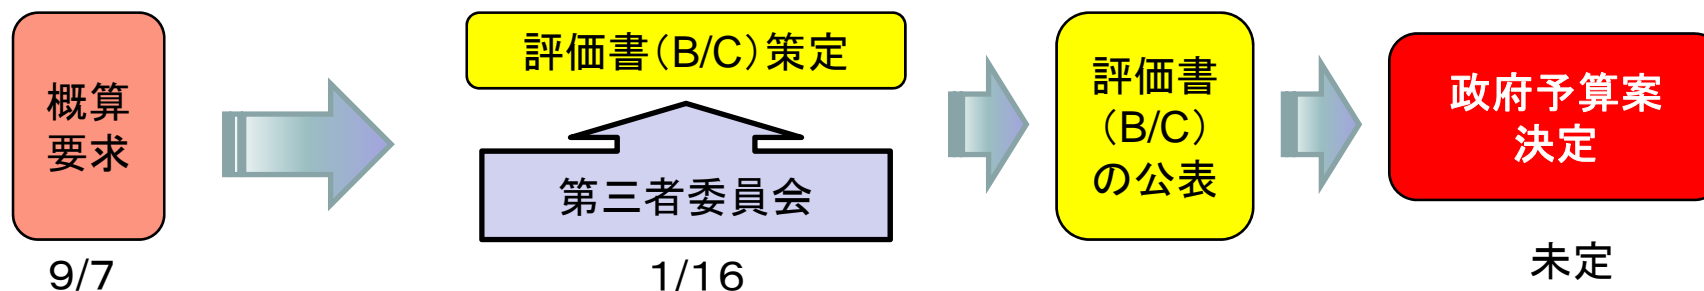 概算
要求
9/7
評価書（B/C）策定
第三者委員会
1/16
評価書
（B/C）
の公表
政府予算案
決定
未定